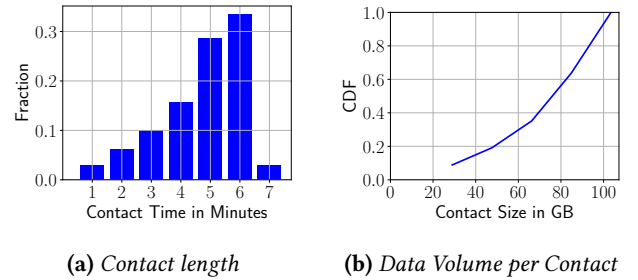 Fraction
0.3
0.2
0.1
0.0
1 2 3 4 5 6 7
Contact Time in Minutes
(a) Contact length
CDF
1.0
0.8
0.6
0.4
0.2
0.0
0 20 40 60 80 100
Contact Size in GB
(b) Data Volume per Contact